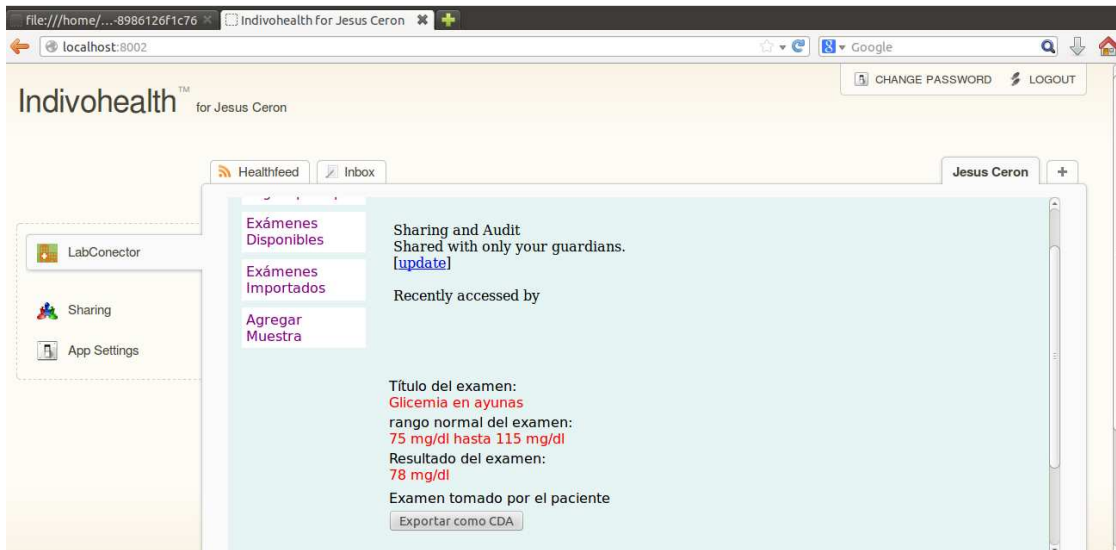 file:///home/...-8986126f1c76
Indivohealth for Jesus Ceron
localhost:8002
Google
CHANGE PASSWORD
LOGOUT
Indivohealth™ for Jesus Ceron
Healthfeed
Inbox
Jesus Ceron
+
LabConector
Sharing
App Settings
Exámenes
Disponibles
Exámenes
Importados
Agregar
Muestra
Sharing and Audit
Shared with only your guardians.
[update]
Recently accessed by
Título del examen:
Glicemia en ayunas
rango normal del examen:
75 mg/dl hasta 115 mg/dl
Resultado del examen:
78 mg/dl
Examen tomado por el paciente
Exportar como CDA